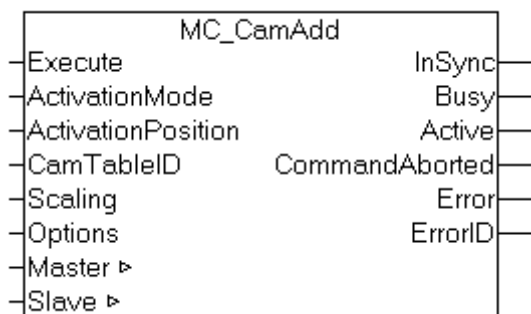 MC_CamAdd
Execute InSync
ActivationMode Busy
ActivationPosition Active
CamTableID CommandAborted
Scaling Error
Options ErrorID
Master ▹
Slave ▹